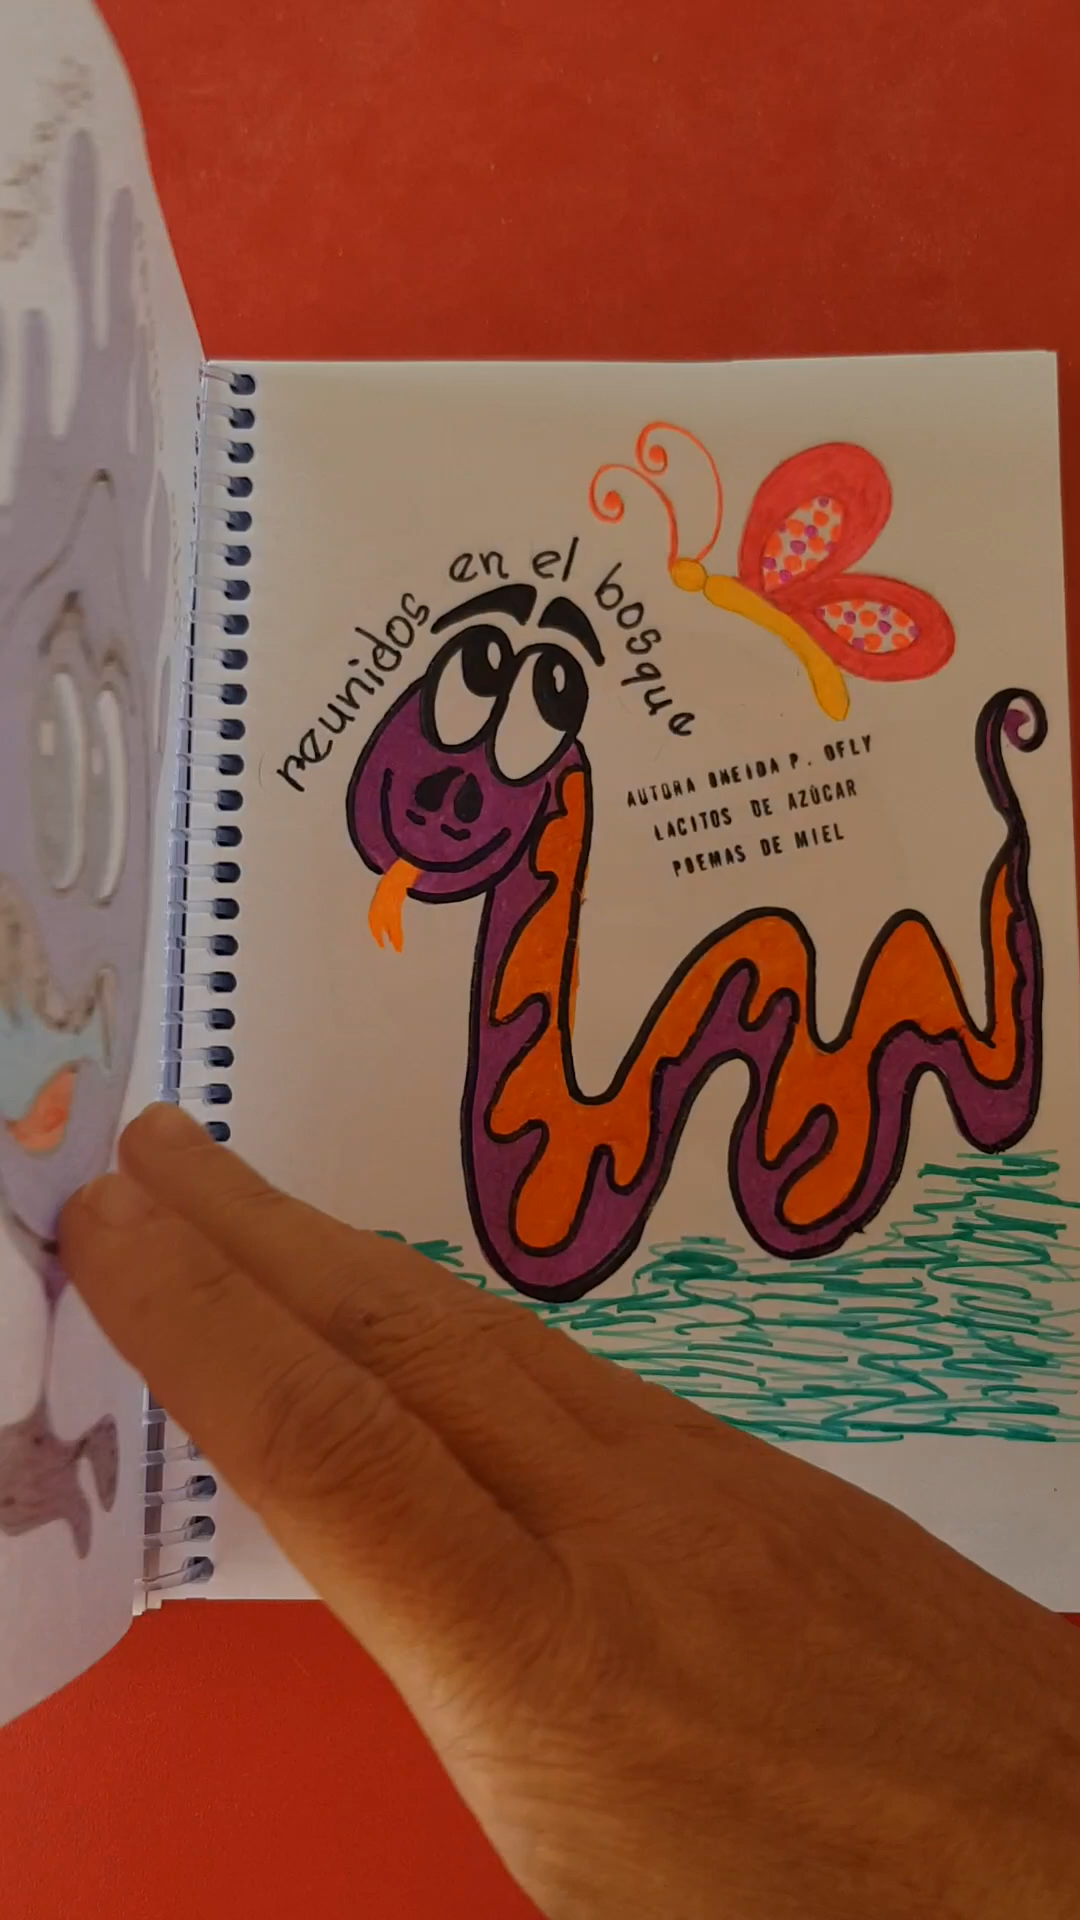 reunidos en el bosque
AUTORA ONEIDA P. OFLY
LACITOS DE AZÚCAR
POEMAS DE MIEL